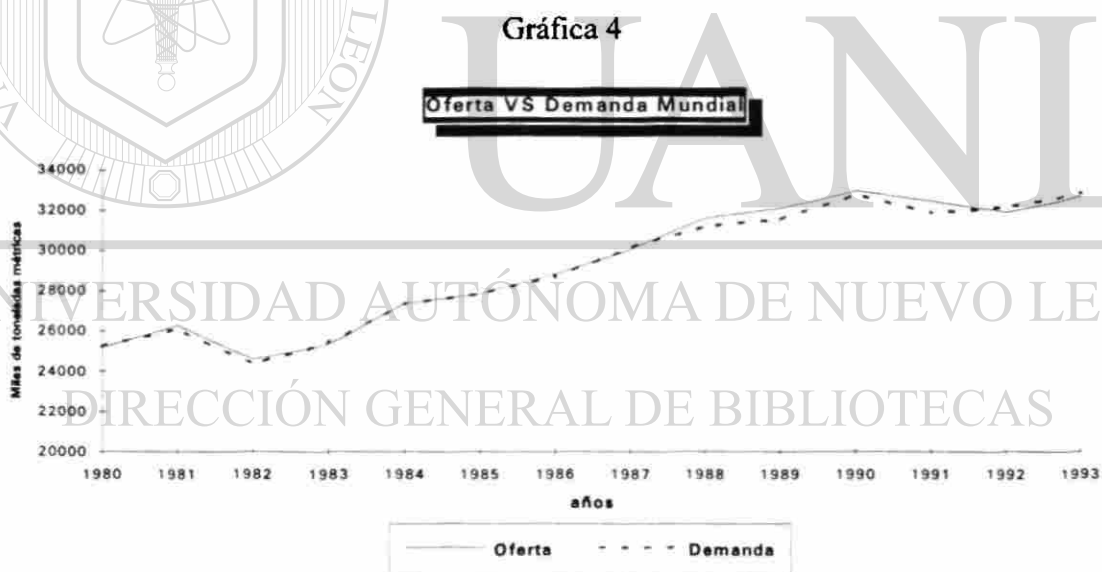 Gráfica 4
UANL
LEON
Oferta VS Demanda Mundial
Miles de toneladas métricas
34000
32000
30000
28000
26000
24000
22000
20000
UNIVERSIDAD AUTÓNOMA DE NUEVO LE
DIRECCIÓN GENERAL DE BIBLIOTECAS
1980 1981 1982 1983 1984 1985 1986 1987 1988 1989 1990 1991 1992 1993
años
Oferta Demanda